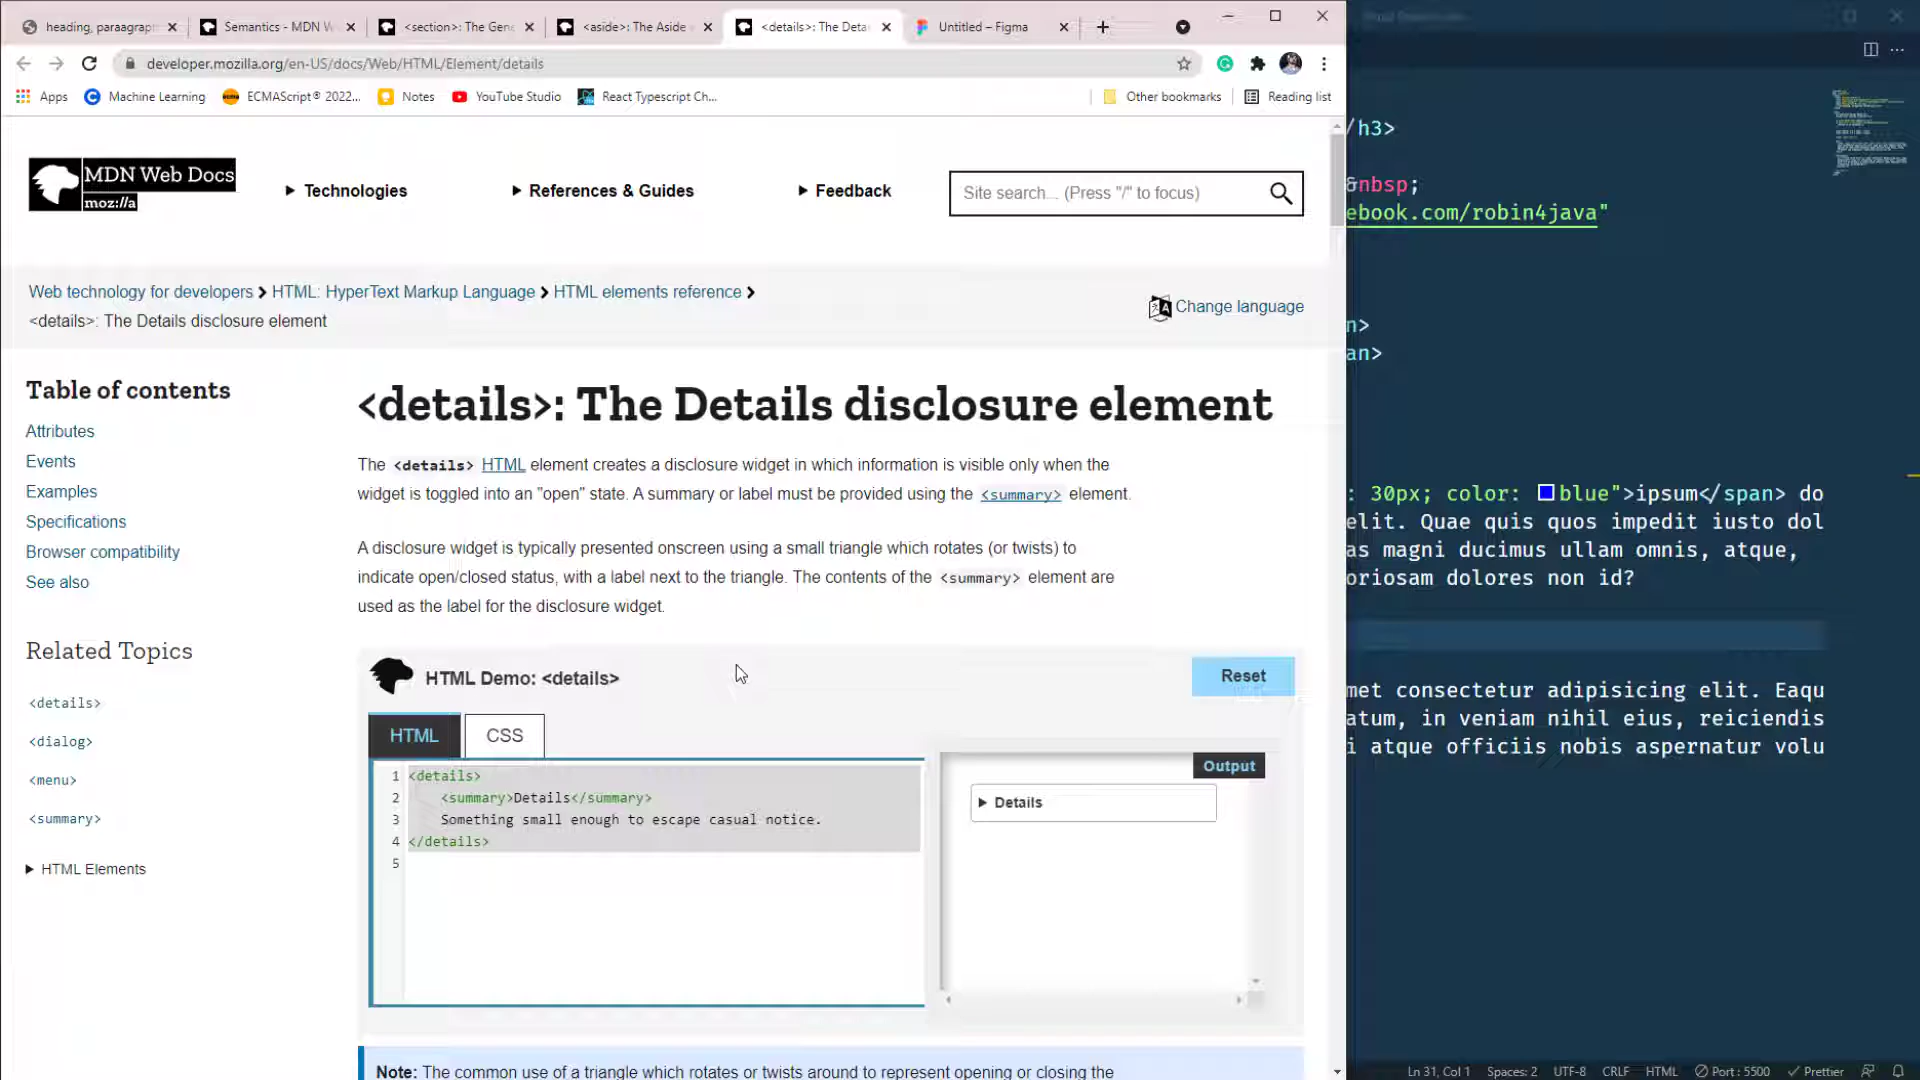 heading, paraagrap
Semantics - MDN W
<section>: The Gene
<aside>: The Aside
<details>: The Deta
Untitled – Figma
developer.mozilla.org/en-US/docs/Web/HTML/Element/details
Apps
Machine Learning
ECMAScript® 2022...
Notes
YouTube Studio
React Typescript Ch...
Other bookmarks
Reading list
MDN Web Docs
moz://a
Technologies
References & Guides
Feedback
Site search... (Press "/" to focus)
Web technology for developers
HTML: HyperText Markup Language
HTML elements reference
<details>: The Details disclosure element
Change language
Table of contents
Attributes
Events
Examples
Specifications
Browser compatibility
See also
Related Topics
<details>
<dialog>
<menu>
<summary>
HTML Elements
<details>: The Details disclosure element
The <details> HTML element creates a disclosure widget in which information is visible only when the
widget is toggled into an "open" state. A summary or label must be provided using the <summary> element.
A disclosure widget is typically presented onscreen using a small triangle which rotates (or twists) to
indicate open/closed status, with a label next to the triangle. The contents of the <summary> element are
used as the label for the disclosure widget.
HTML Demo: <details>
Reset
HTML
CSS
1 <details>
2 <summary>Details</summary>
3 Something small enough to escape casual notice.
4 </details>
5
Output
Details
Note: The common use of a triangle which rotates or twists around to represent opening or closing the
/h3>
&nbsp;
ebook.com/robin4java"
n>
an>
: 30px; color: blue">ipsum</span> do
elit. Quae quis quos impedit iusto dol
as magni ducimus ullam omnis, atque,
oriosam dolores non id?
met consectetur adipisicing elit. Eaqu
atum, in veniam nihil eius, reiciendis
i atque officiis nobis aspernatur volu
Ln 31, Col 1
Spaces: 2
UTF-8
CRLF
HTML
Port : 5500
Prettier